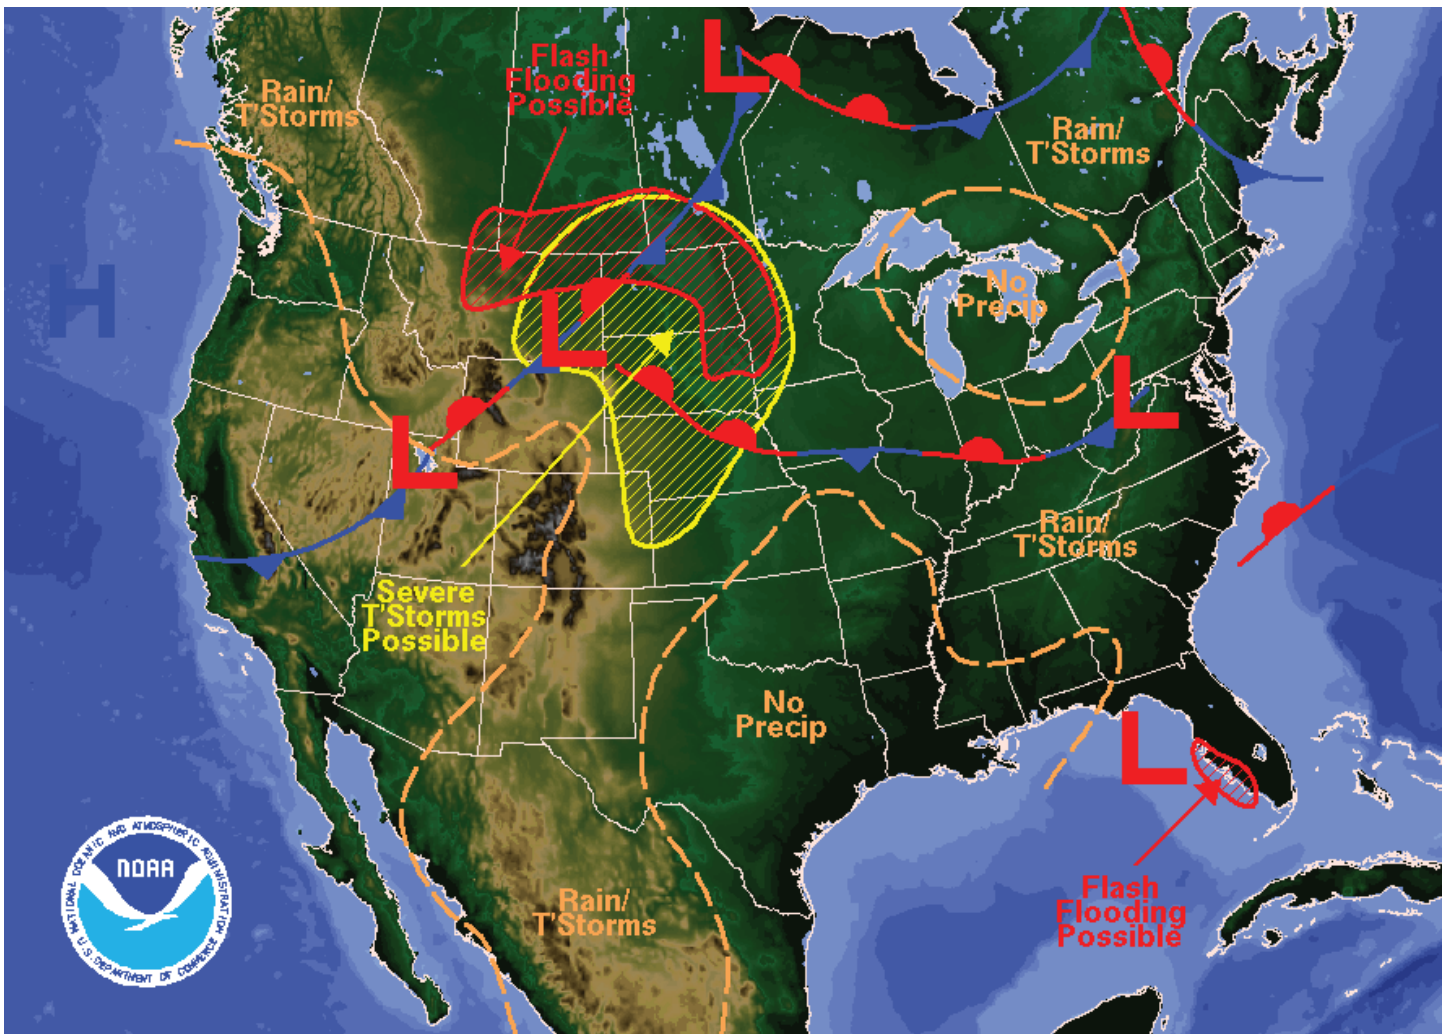 Flash
Flooding
Possible
Rain/
T'Storms
L
Rain/
T'Storms
H
No
Precip
L
L
L
Severe
T'Storms
Possible
Rain/
T'Storms
No
Precip
L
Flash
Flooding
Possible
Rain/
T'Storms
NATIONAL OCEANIC AND ATMOSPHERIC ADMINISTRATION
NOAA
U.S. DEPARTMENT OF COMMERCE